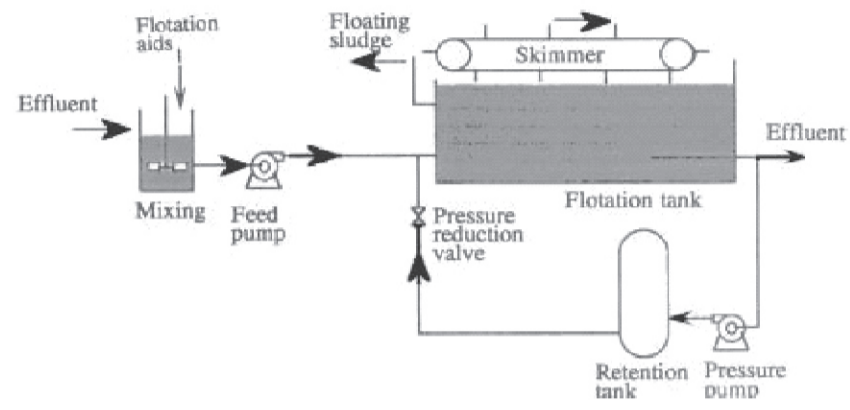 Flotation
aids
Effluent
Mixing
Feed
pump
Floating
sludge
Skimmer
Effluent
Flotation tank
Pressure
reduction
valve
Retention
tank
Pressure
pump